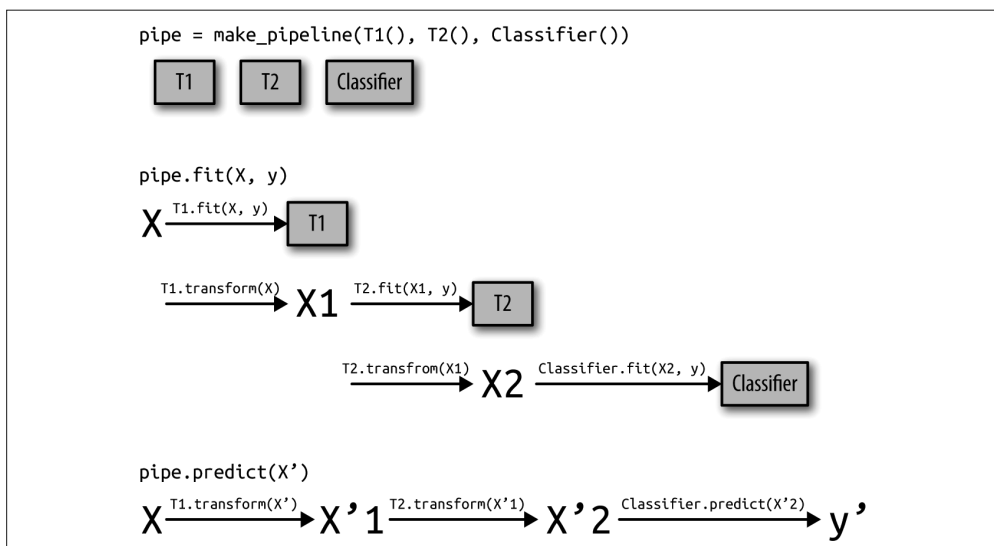 pipe = make_pipeline(T1(), T2(), Classifier())
T1 T2 Classifier
pipe.fit(X, y)
X T1.fit(X, y) T1
T1.transform(X) X1 T2.fit(X1, y) T2
T2.transfrom(X1) X2 Classifier.fit(X2, y) Classifier
pipe.predict(X’)
X T1.transform(X’) X’1 T2.transform(X’1) X’2 Classifier.predict(X’2) y’